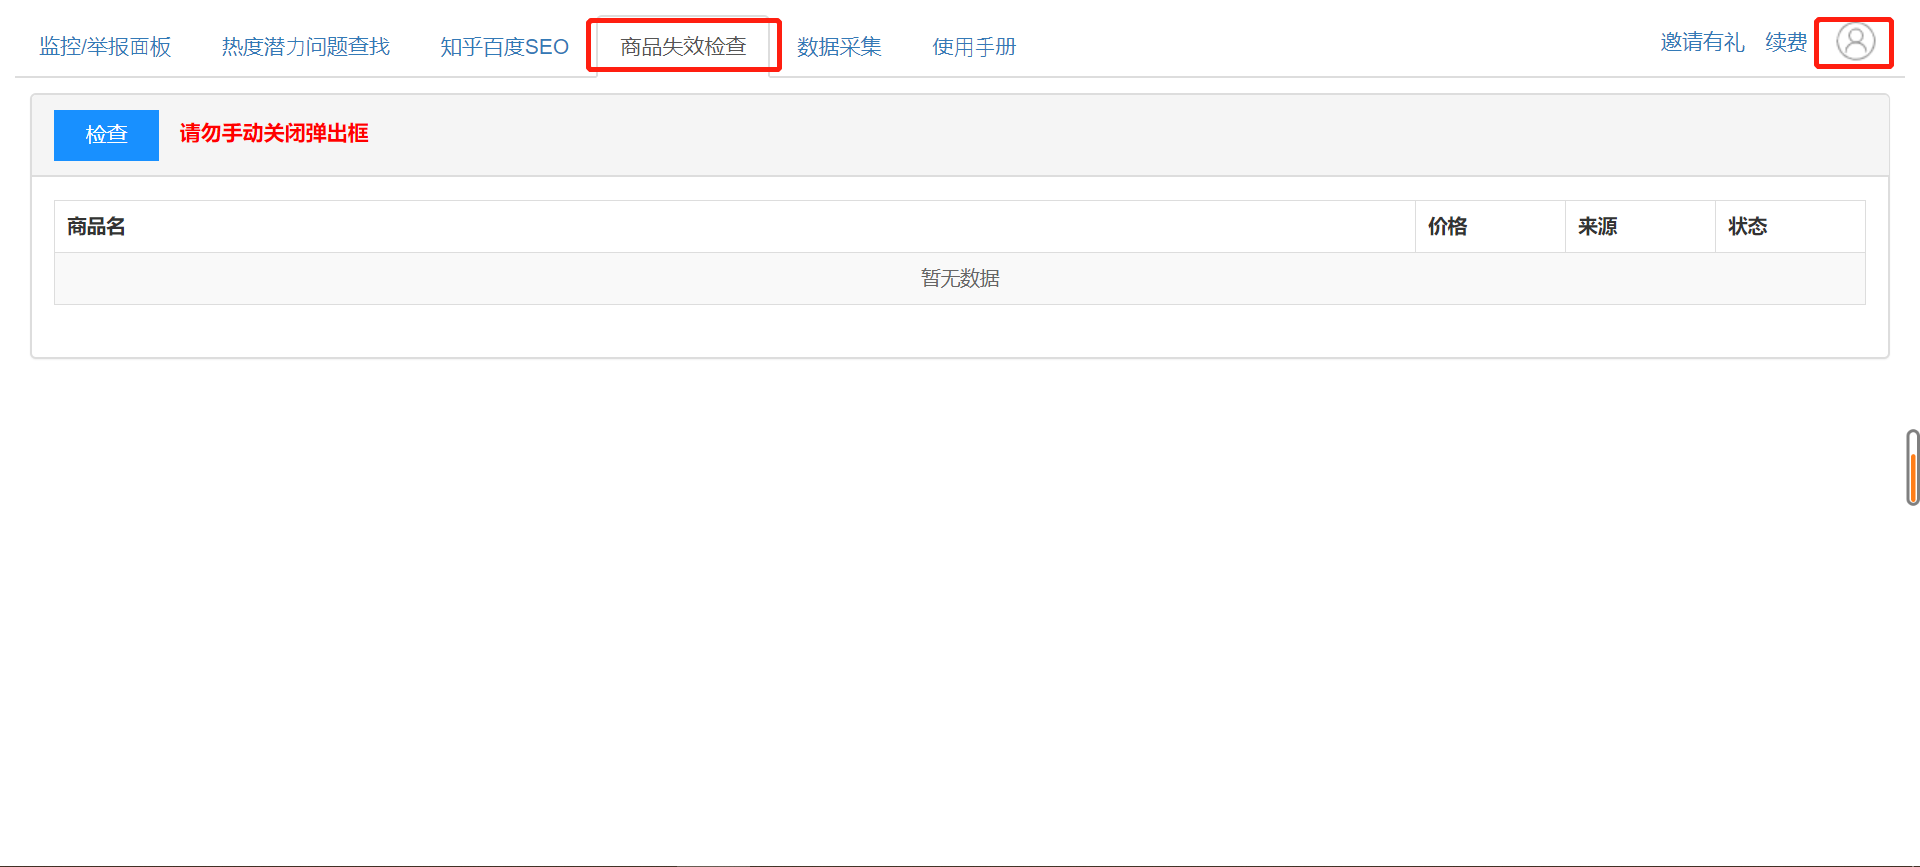 监控/举报面板 热度潜力问题查找 知乎百度SEO 商品失效检查 数据采集 使用手册 邀请有礼 续费
检查 请勿手动关闭弹出框
商品名 价格 来源 状态
暂无数据